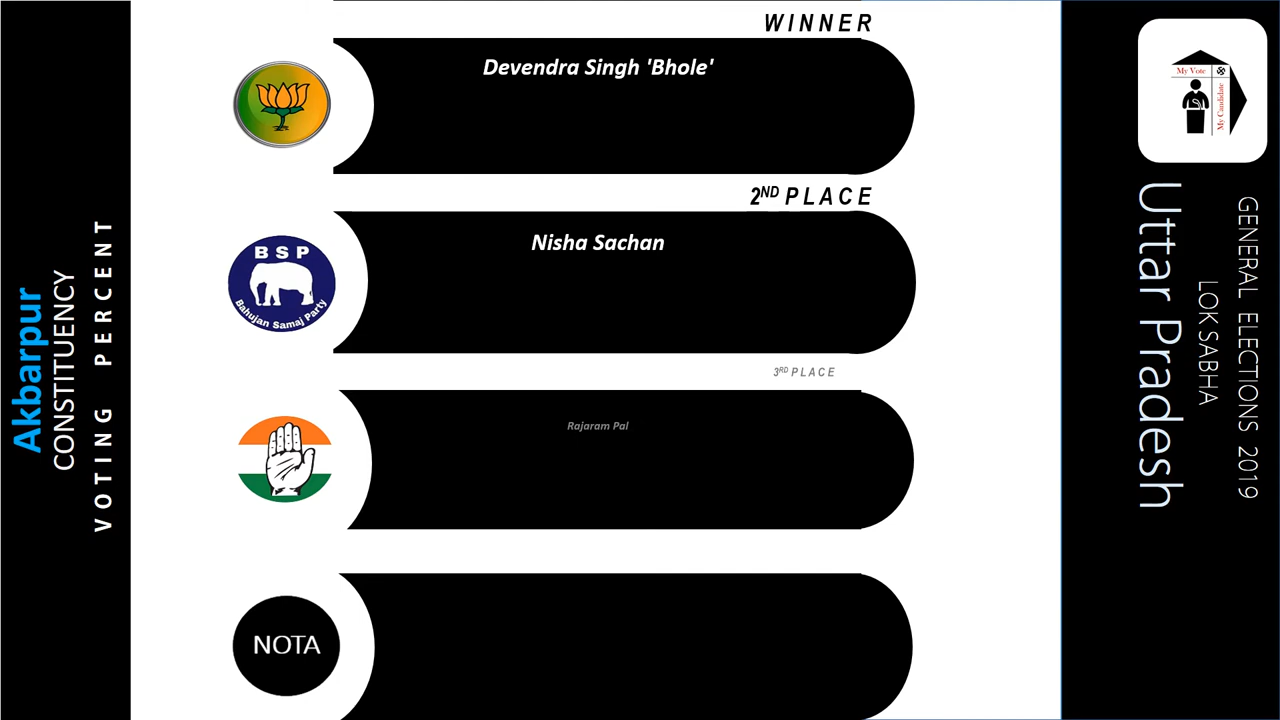 Akbarpur
CONSTITUENCY
VOTING PERCENT
WINNER
Devendra Singh 'Bhole'
2ND PLACE
BSP
Bahujan Samaj Party
Nisha Sachan
3RD PLACE
Rajaram Pal
NOTA
My Vote
My Candidate
GENERAL ELECTIONS 2019
LOK SABHA
Uttar Pradesh